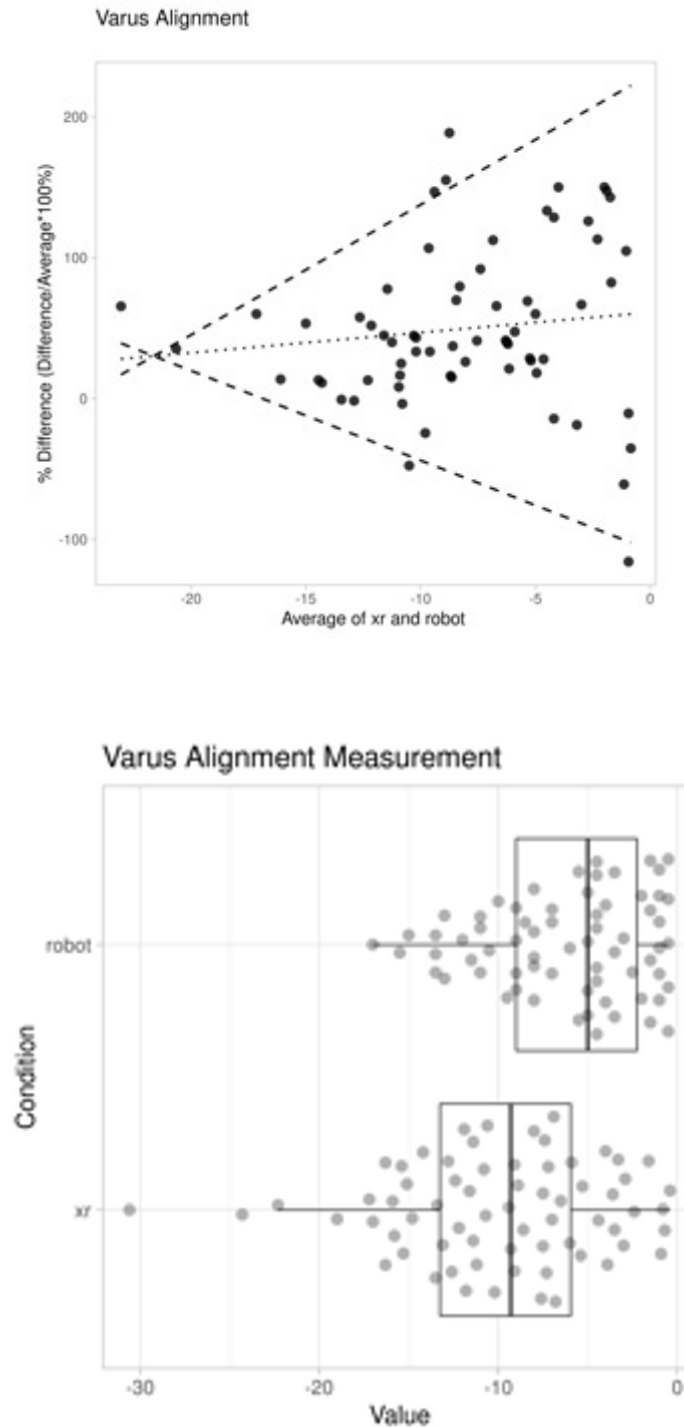 Varus Alignment
200
100
0
-100
% Difference (Difference/Average*100%)
-20
-15
-10
-5
0
Average of xr and robot
Varus Alignment Measurement
robot
xr
Condition
-30
-20
-10
0
Value